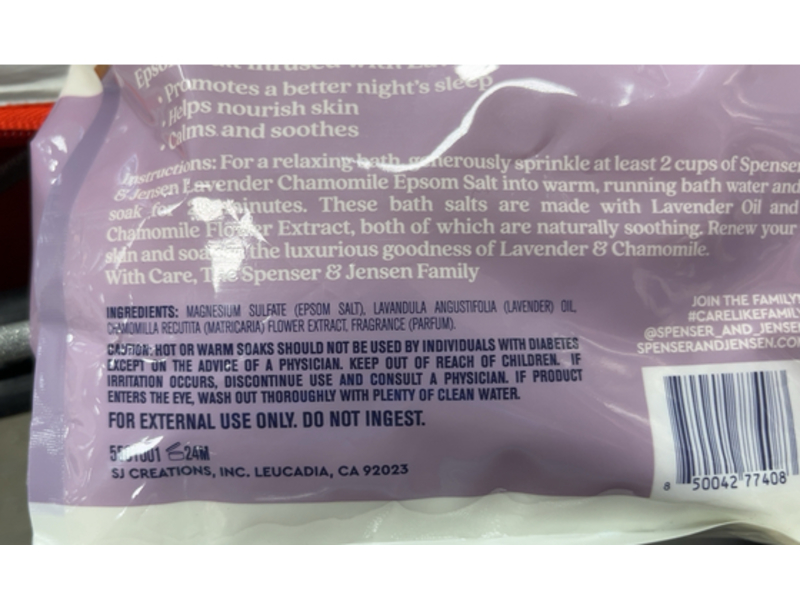 Epsom Salt infused with
• Promotes a better night's sleep
• Helps nourish skin
• Calms and soothes
Instructions: For a relaxing bath, generously sprinkle at least 2 cups of Spenser
& Jensen Lavender Chamomile Epsom Salt into warm, running bath water and
soak for minutes. These bath salts are made with Lavender Oil and
Chamomile Flower Extract, both of which are naturally soothing. Renew your
skin and soak in the luxurious goodness of Lavender & Chamomile.
With Care, The Spenser & Jensen Family
INGREDIENTS: MAGNESIUM SULFATE (EPSOM SALT), LAVANDULA ANGUSTIFOLIA (LAVENDER) OIL,
CHAMOMILLA RECUTITA (MATRICARIA) FLOWER EXTRACT, FRAGRANCE (PARFUM).
CAUTION: HOT OR WARM SOAKS SHOULD NOT BE USED BY INDIVIDUALS WITH DIABETES
EXCEPT ON THE ADVICE OF A PHYSICIAN. KEEP OUT OF REACH OF CHILDREN. IF
IRRITATION OCCURS, DISCONTINUE USE AND CONSULT A PHYSICIAN. IF PRODUCT
ENTERS THE EYE, WASH OUT THOROUGHLY WITH PLENTY OF CLEAN WATER.
FOR EXTERNAL USE ONLY. DO NOT INGEST.
24M
SJ CREATIONS, INC. LEUCADIA, CA 92023
JOIN THE FAMILY
#CARELIKEFAMILY
@SPENSER_AND_JENSEN
SPENSERANDJENSEN.COM
8 50042 77408